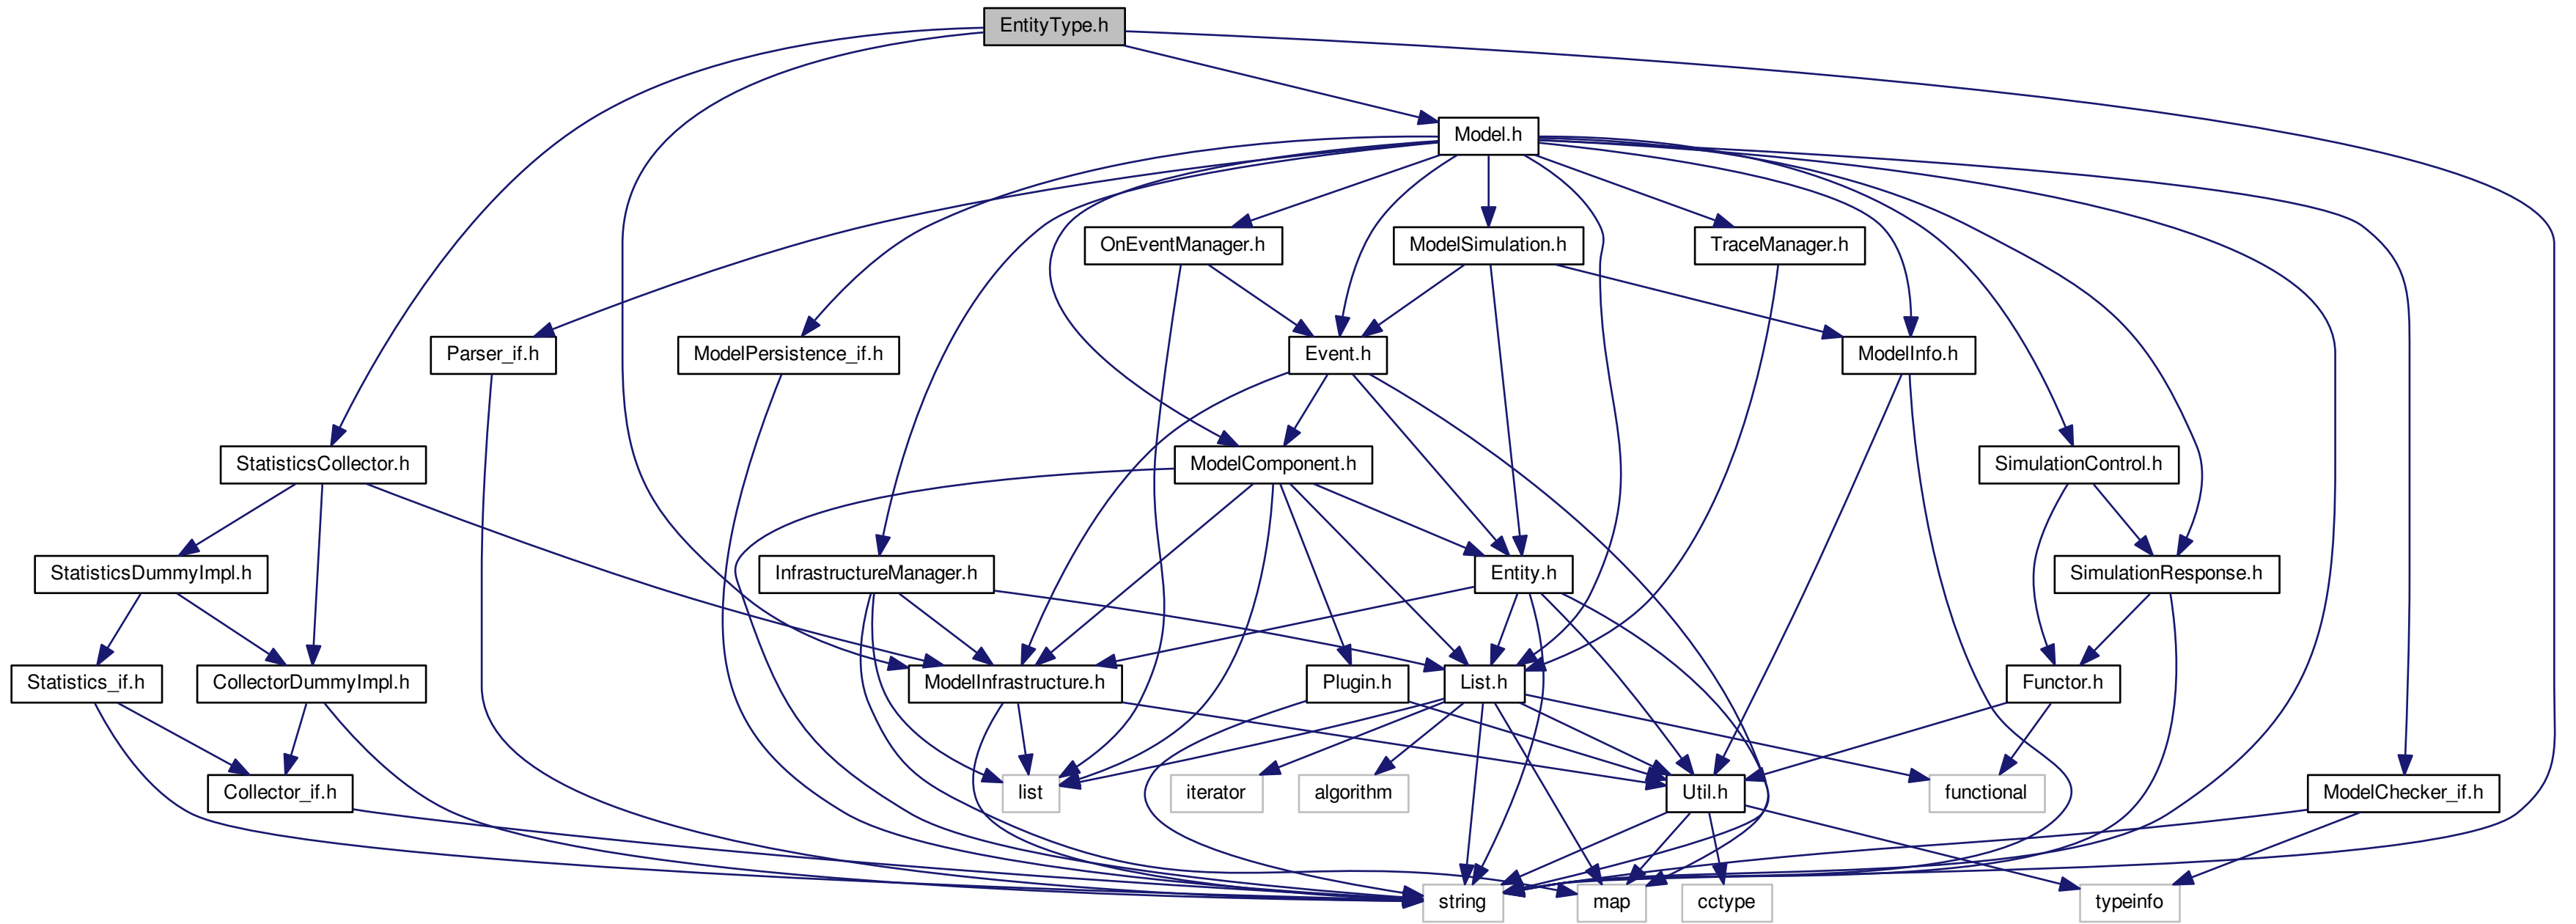 EntityType.h
Model.h
OnEventManager.h
ModelSimulation.h
TraceManager.h
Parser_if.h
ModelPersistence_if.h
Event.h
ModelInfo.h
StatisticsCollector.h
ModelComponent.h
SimulationControl.h
StatisticsDummyImpl.h
InfrastructureManager.h
Entity.h
SimulationResponse.h
Statistics_if.h
CollectorDummyImpl.h
ModelInfrastructure.h
Plugin.h
List.h
Functor.h
Collector_if.h
list
iterator
algorithm
Util.h
functional
ModelChecker_if.h
string
map
cctype
typeinfo